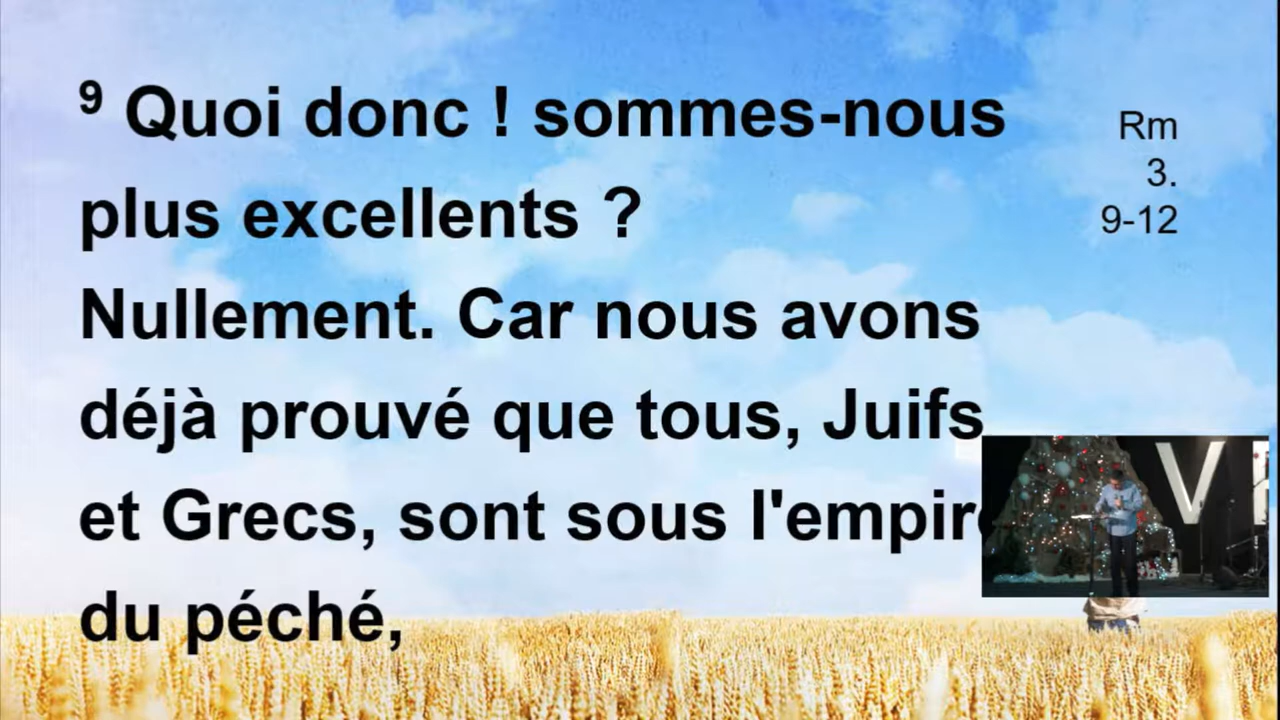 9 Quoi donc ! sommes-nous
plus excellents ?
Nullement. Car nous avons
déjà prouvé que tous, Juifs
et Grecs, sont sous l'empire
du péché,
Rm
3.
9-12
V